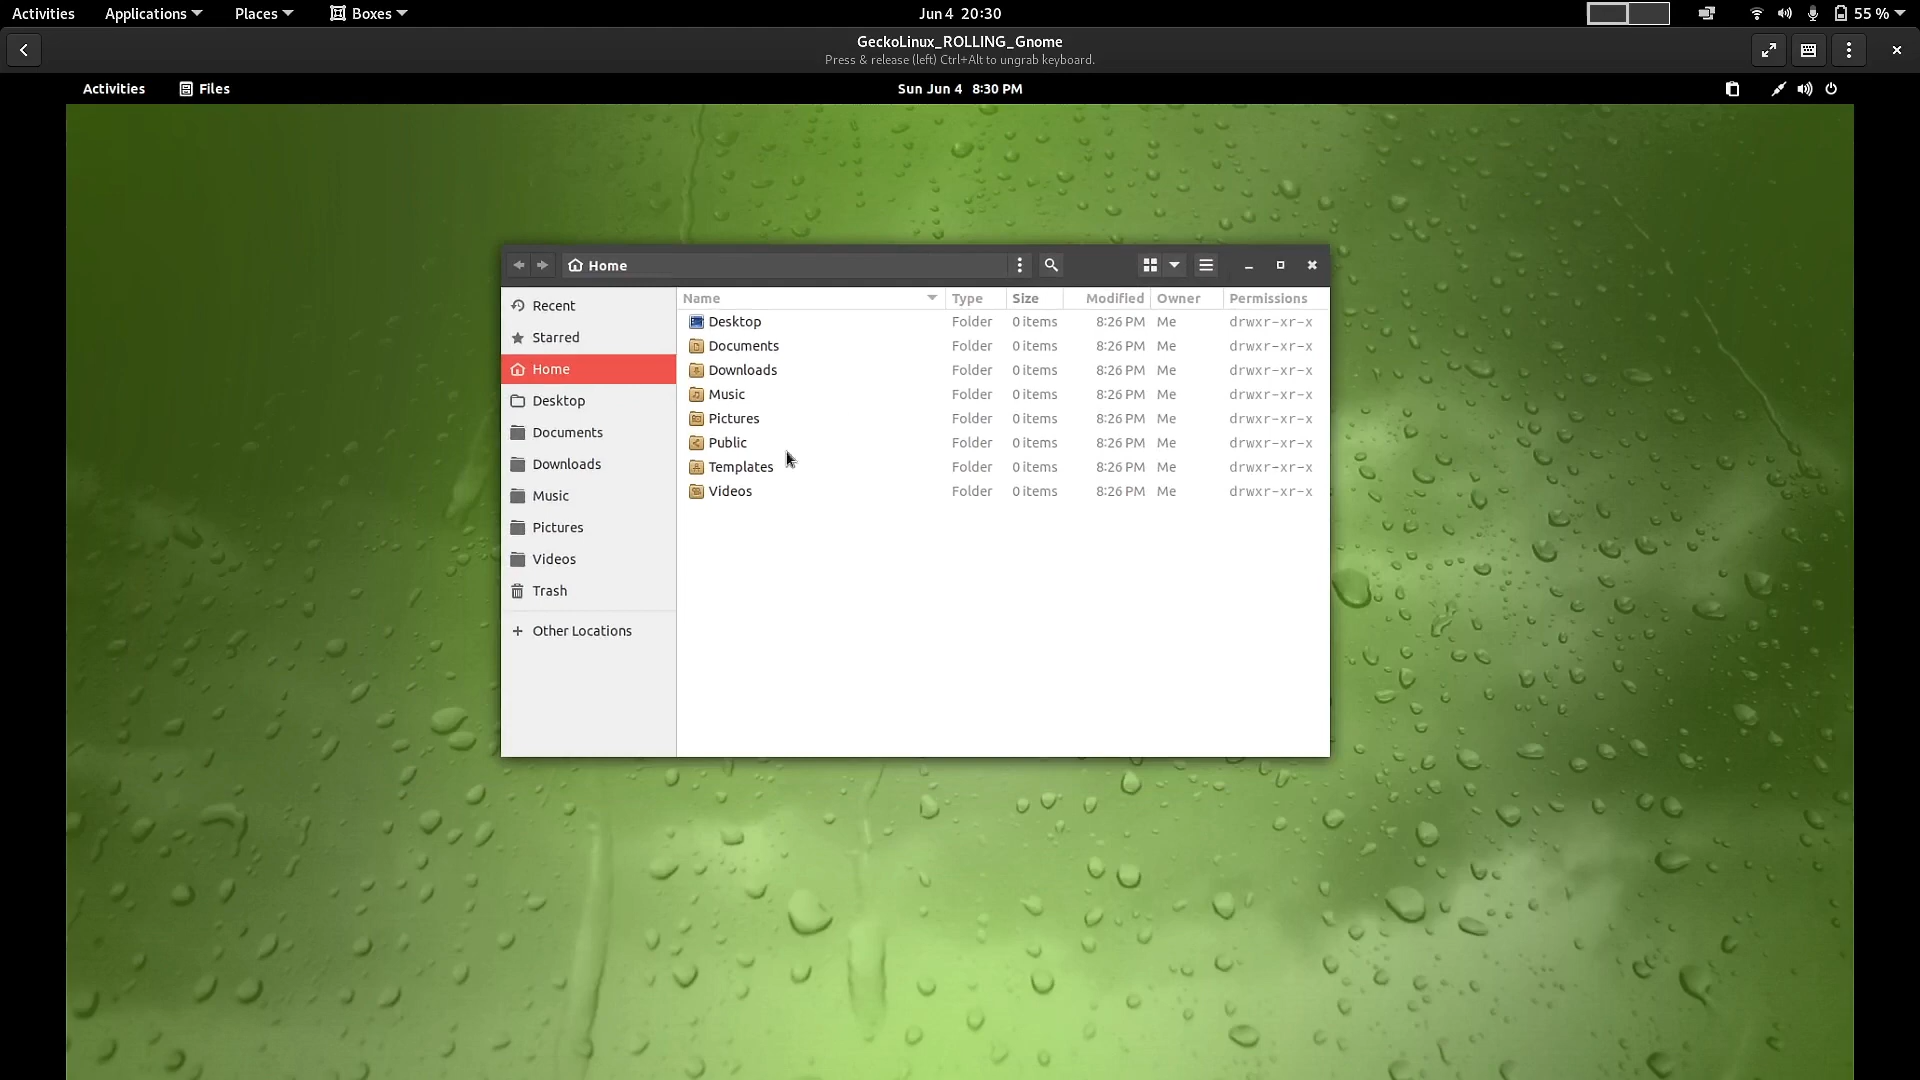 Activities Applications Places Boxes Jun 4 20:30 55 %
GeckoLinux_ROLLING_Gnome
Press & release (left) Ctrl+Alt to ungrab keyboard.
Activities Files Sun Jun 4 8:30 PM
Home
Recent
Starred
Home
Desktop
Documents
Downloads
Music
Pictures
Videos
Trash
Other Locations
Name Type Size Modified Owner Permissions
Desktop Folder 0 items 8:26 PM Me drwxr-xr-x
Documents Folder 0 items 8:26 PM Me drwxr-xr-x
Downloads Folder 0 items 8:26 PM Me drwxr-xr-x
Music Folder 0 items 8:26 PM Me drwxr-xr-x
Pictures Folder 0 items 8:26 PM Me drwxr-xr-x
Public Folder 0 items 8:26 PM Me drwxr-xr-x
Templates Folder 0 items 8:26 PM Me drwxr-xr-x
Videos Folder 0 items 8:26 PM Me drwxr-xr-x